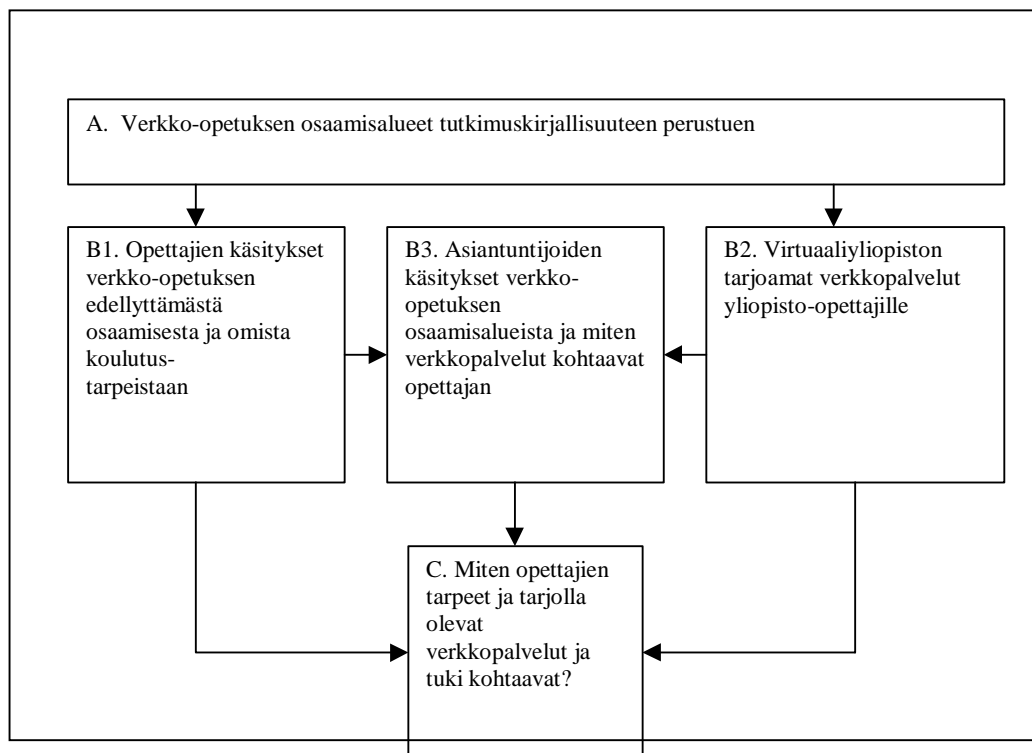 A. Verkko-opetuksen osaamisalueet tutkimuskirjallisuuteen perustuen
B1. Opettajien käsitykset
verkko-opetuksen
edellyttämästä
osaamisesta ja omista
koulutus-
tarpeistaan
B3. Asiantuntijoiden
käsitykset verkko-
opetuksen
osaamisalueista ja miten
verkkopalvelut kohtaavat
opettajan
B2. Virtuaaliyliopiston
tarjoamat verkkopalvelut
yliopisto-opettajille
C. Miten opettajien
tarpeet ja tarjolla
olevat
verkkopalvelut ja
tuki kohtaavat?